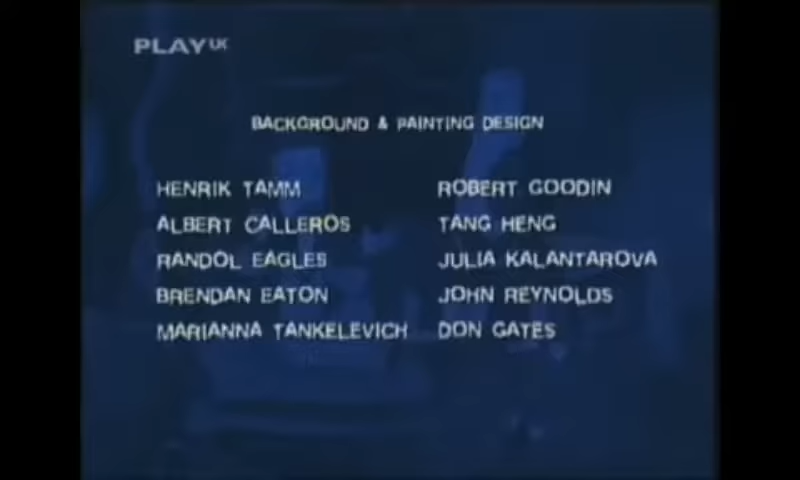 PLAY UK
BACKGROUND & PAINTING DESIGN
HENRIK TAMM
ALBERT CALLEROS
RANDOL EAGLES
BRENDAN EATON
MARIANNA TANKELEVICH
ROBERT GOODIN
TANG HENG
JULIA KALANTAROVA
JOHN REYNOLDS
DON GATES